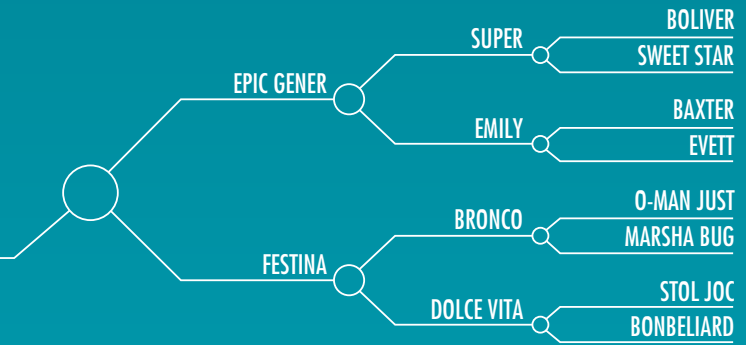 BOLIVER
SUPER
SWEET STAR
EPIC GENER
BAXTER
EMILY
EVETT
O-MAN JUST
BRONCO
MARSHA BUG
FESTINA
STOL JOC
DOLCE VITA
BONBELIARD